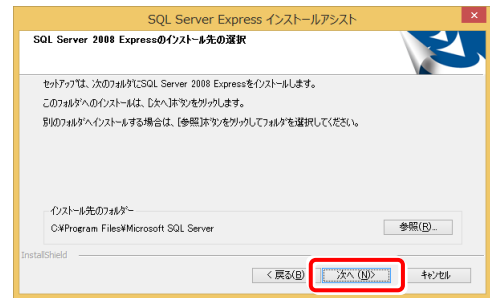 SQL Server Express インストールアシスト
SQL Server 2008 Expressのインストール先の選択
セットアップは、次のフォルダにSQL Server 2008 Expressをインストールします。
このフォルダへのインストールは、[次へ]ボタンをクリックします。
別のフォルダへインストールする場合は、[参照]ボタンをクリックしてフォルダを選択してください。
インストール先のフォルダー
C:¥Program Files¥Microsoft SQL Server
参照(R)...
InstallShield
< 戻る(B)
次へ (N)>
キャンセル